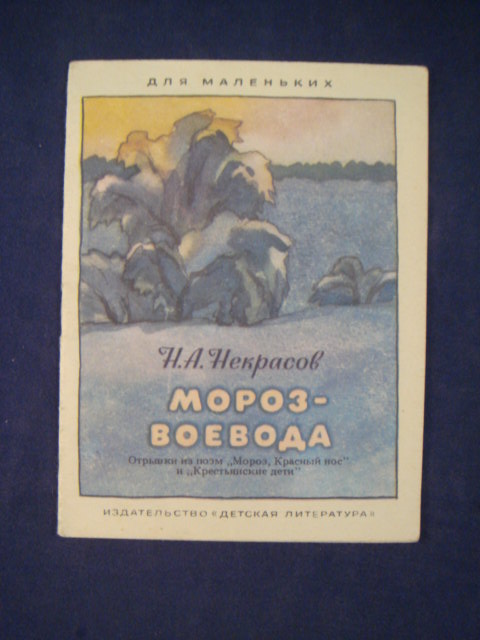 ДЛЯ МАЛЕНЬКИХ
Н.А. Некрасов
МОРОЗ-
ВОЕВОДА
Отрывки из поэм „Мороз, Красный нос"
и „Крестьянские дети"
ИЗДАТЕЛЬСТВО «ДЕТСКАЯ ЛИТЕРАТУРА»